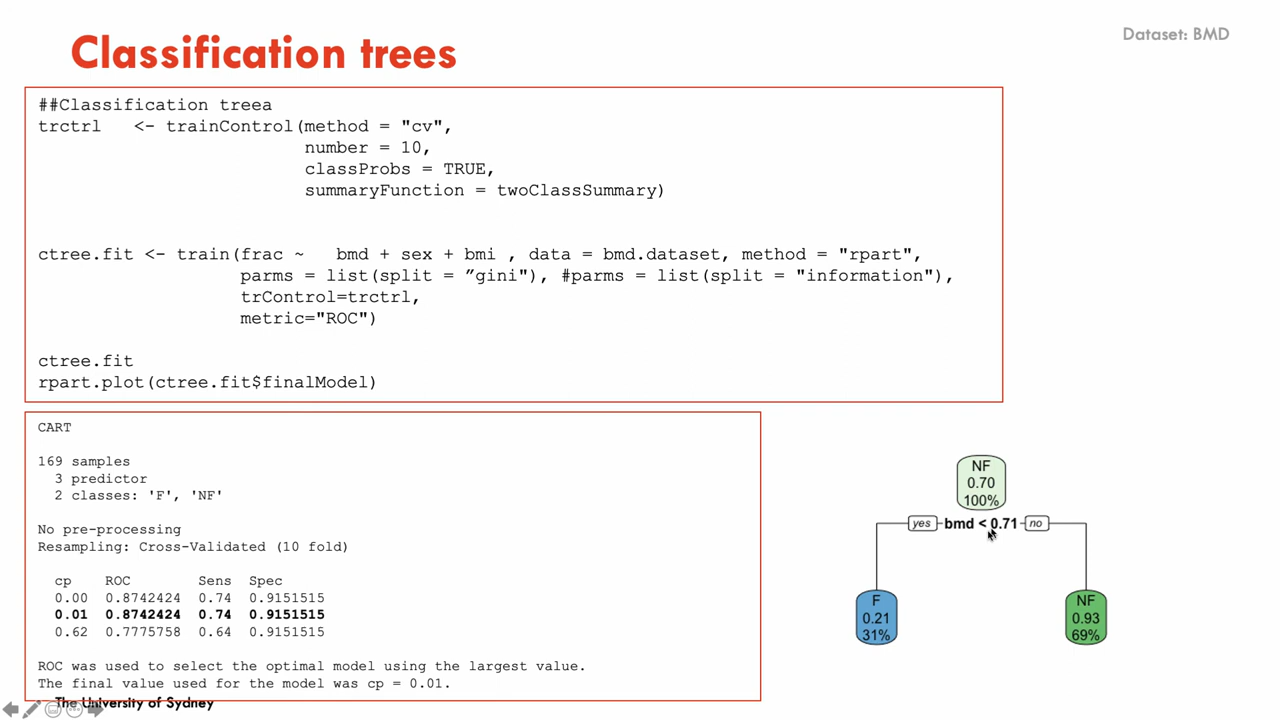 Dataset: BMD
Classification trees
##Classification treea
trctrl   <- trainControl(method = "cv",
number = 10,
classProbs = TRUE,
summaryFunction = twoClassSummary)
ctree.fit <- train(frac ~   bmd + sex + bmi , data = bmd.dataset, method = "rpart",
parms = list(split = ”gini"), #parms = list(split = "information"),
trControl=trctrl,
metric="ROC")
ctree.fit
rpart.plot(ctree.fit$finalModel)
CART
169 samples
3 predictor
2 classes: 'F', 'NF'
No pre-processing
Resampling: Cross-Validated (10 fold)
cp    ROC        Sens  Spec
0.00  0.8742424  0.74  0.9151515
0.01  0.8742424  0.74  0.9151515
0.62  0.7775758  0.64  0.9151515
ROC was used to select the optimal model using the largest value.
The final value used for the model was cp = 0.01.
NF
0.70
100%
yes bmd < 0.71 no
F
0.21
31%
NF
0.93
69%
The University of Sydney